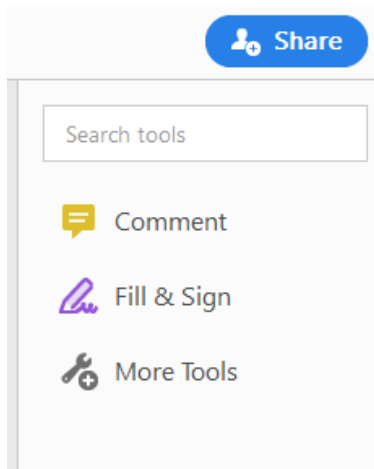 Share
Search tools
Comment
Fill & Sign
More Tools